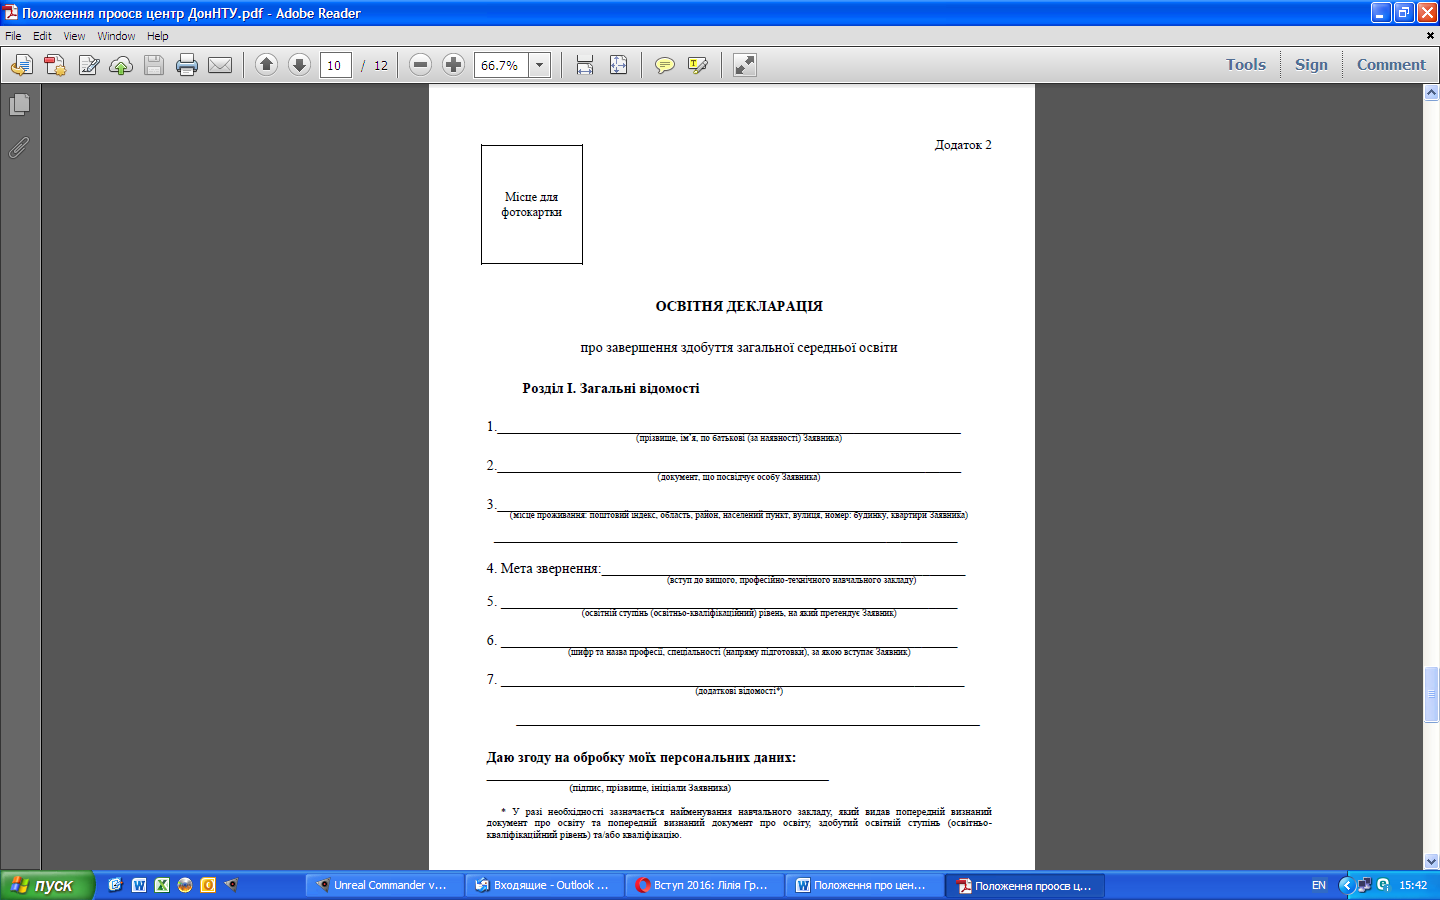 Положення проосв центр ДонНТУ.pdf - Adobe Reader
File Edit View Window Help
10 / 12 66.7% Tools Sign Comment
Додаток 2
Місце для
фотокартки
ОСВІТНЯ ДЕКЛАРАЦІЯ
про завершення здобуття загальної середньої освіти
Розділ І. Загальні відомості
1.
(прізвище, ім'я, по батькові (за наявності) Заявника)
2.
(документ, що посвідчує особу Заявника)
3.
(місце проживання: поштовий індекс, область, район, населений пункт, вулиця, номер: будинку, квартири Заявника)
4. Мета звернення:
(вступ до вищого, професійно-технічного навчального закладу)
5.
(освітній ступінь (освітньо-кваліфікаційний) рівень, на який претендує Заявник)
6.
(шифр та назва професії, спеціальності (напряму підготовки), за якою вступає Заявник)
7.
(додаткові відомості*)
Даю згоду на обробку моїх персональних даних:
(підпис, прізвище, ініціали Заявника)
* У разі необхідності зазначається найменування навчального закладу, який видав попередній визнаний
документ про освіту та попередній визнаний документ про освіту, здобутий освітній ступінь (освітньо-
кваліфікаційний рівень) та/або кваліфікацію.
пуск Unreal Commander v... Входящие - Outlook ... Вступ 2016: Лілія Гр... Положення про цен... Положення проосв ц... EN 15:42